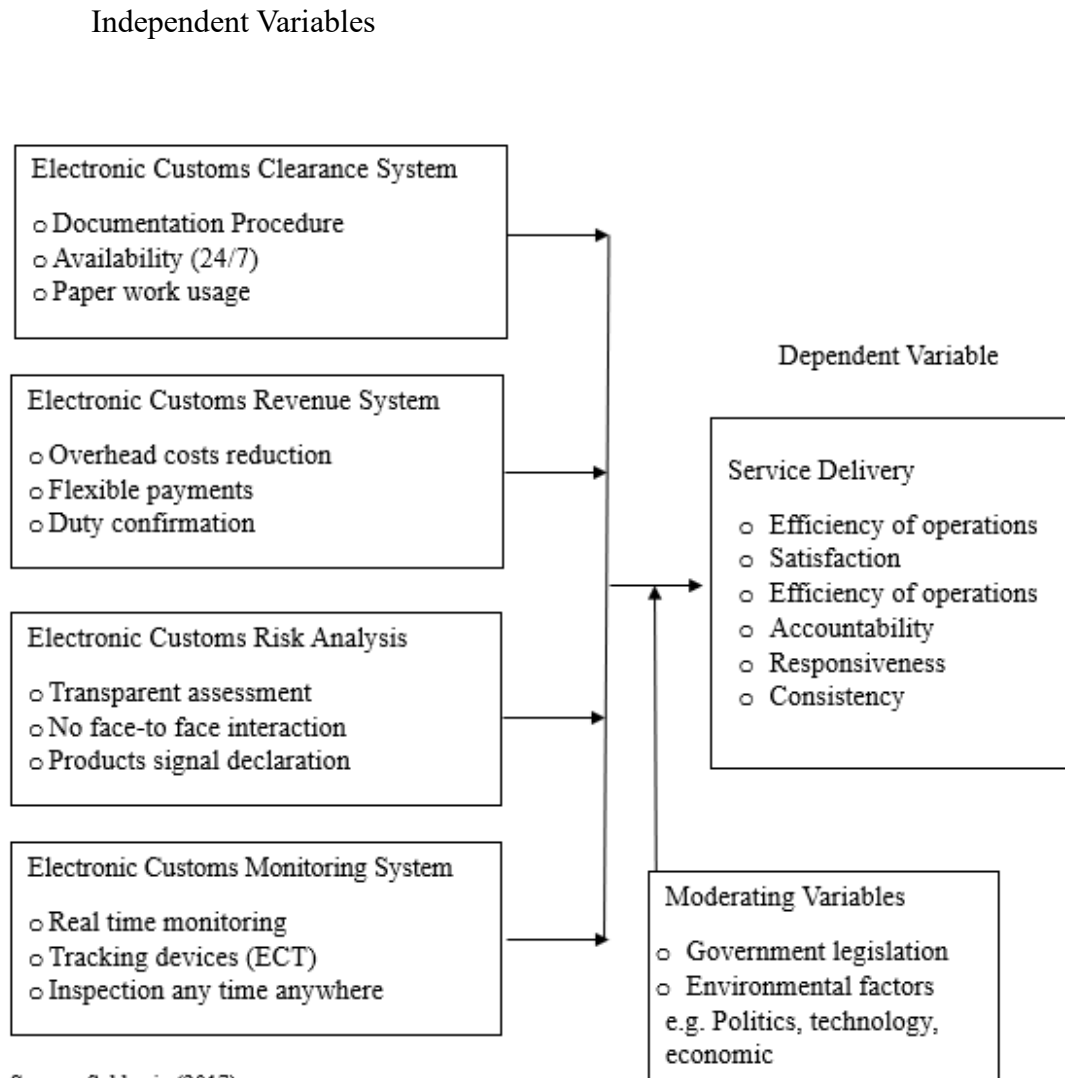 Independent Variables
Electronic Customs Clearance System
o Documentation Procedure
o Availability (24/7)
o Paper work usage
Electronic Customs Revenue System
o Overhead costs reduction
o Flexible payments
o Duty confirmation
Electronic Customs Risk Analysis
o Transparent assessment
o No face-to face interaction
o Products signal declaration
Electronic Customs Monitoring System
o Real time monitoring
o Tracking devices (ECT)
o Inspection any time anywhere
Dependent Variable
Service Delivery
o Efficiency of operations
o Satisfaction
o Efficiency of operations
o Accountability
o Responsiveness
o Consistency
Moderating Variables
o Government legislation
o Environmental factors
e.g. Politics, technology,
economic